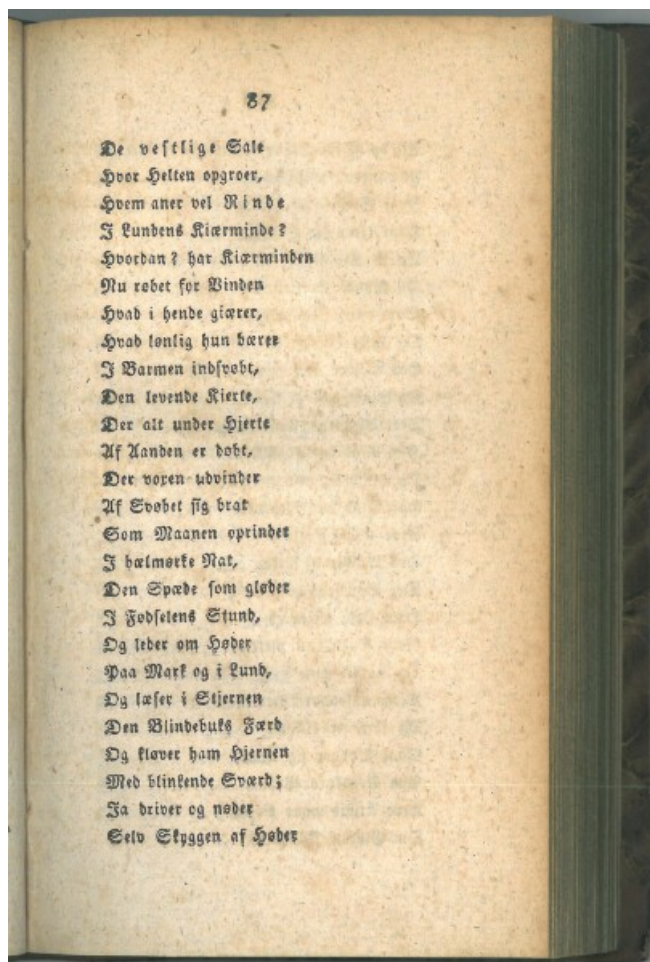 87
De vestlige Sale
Hvor Helten opgroer,
Hvem aner vel Rinde
I Lundens Kiærminde?
Hvordan? har Kiærminden
Nu røbet for Vinden
Hvad i hende giærer,
Hvad lønlig hun bærer
I Barmen indsvøbt,
Den levende Kierte,
Der alt under Hjerte
Af Aanden er døbt,
Der voxen udvinder
Af Svøbet sig brat
Som Maanen oprinder
I bælmørke Nat,
Den Spæde som gløder
I Fødselens Stund,
Og leder om Høder
Paa Mark og i Lund,
Og læser i Stjernen
Den Blindebuks Færd
Og kløver ham Hjernen
Med blinkende Sværd;
Ja driver og nøder
Selv Skyggen af Høder